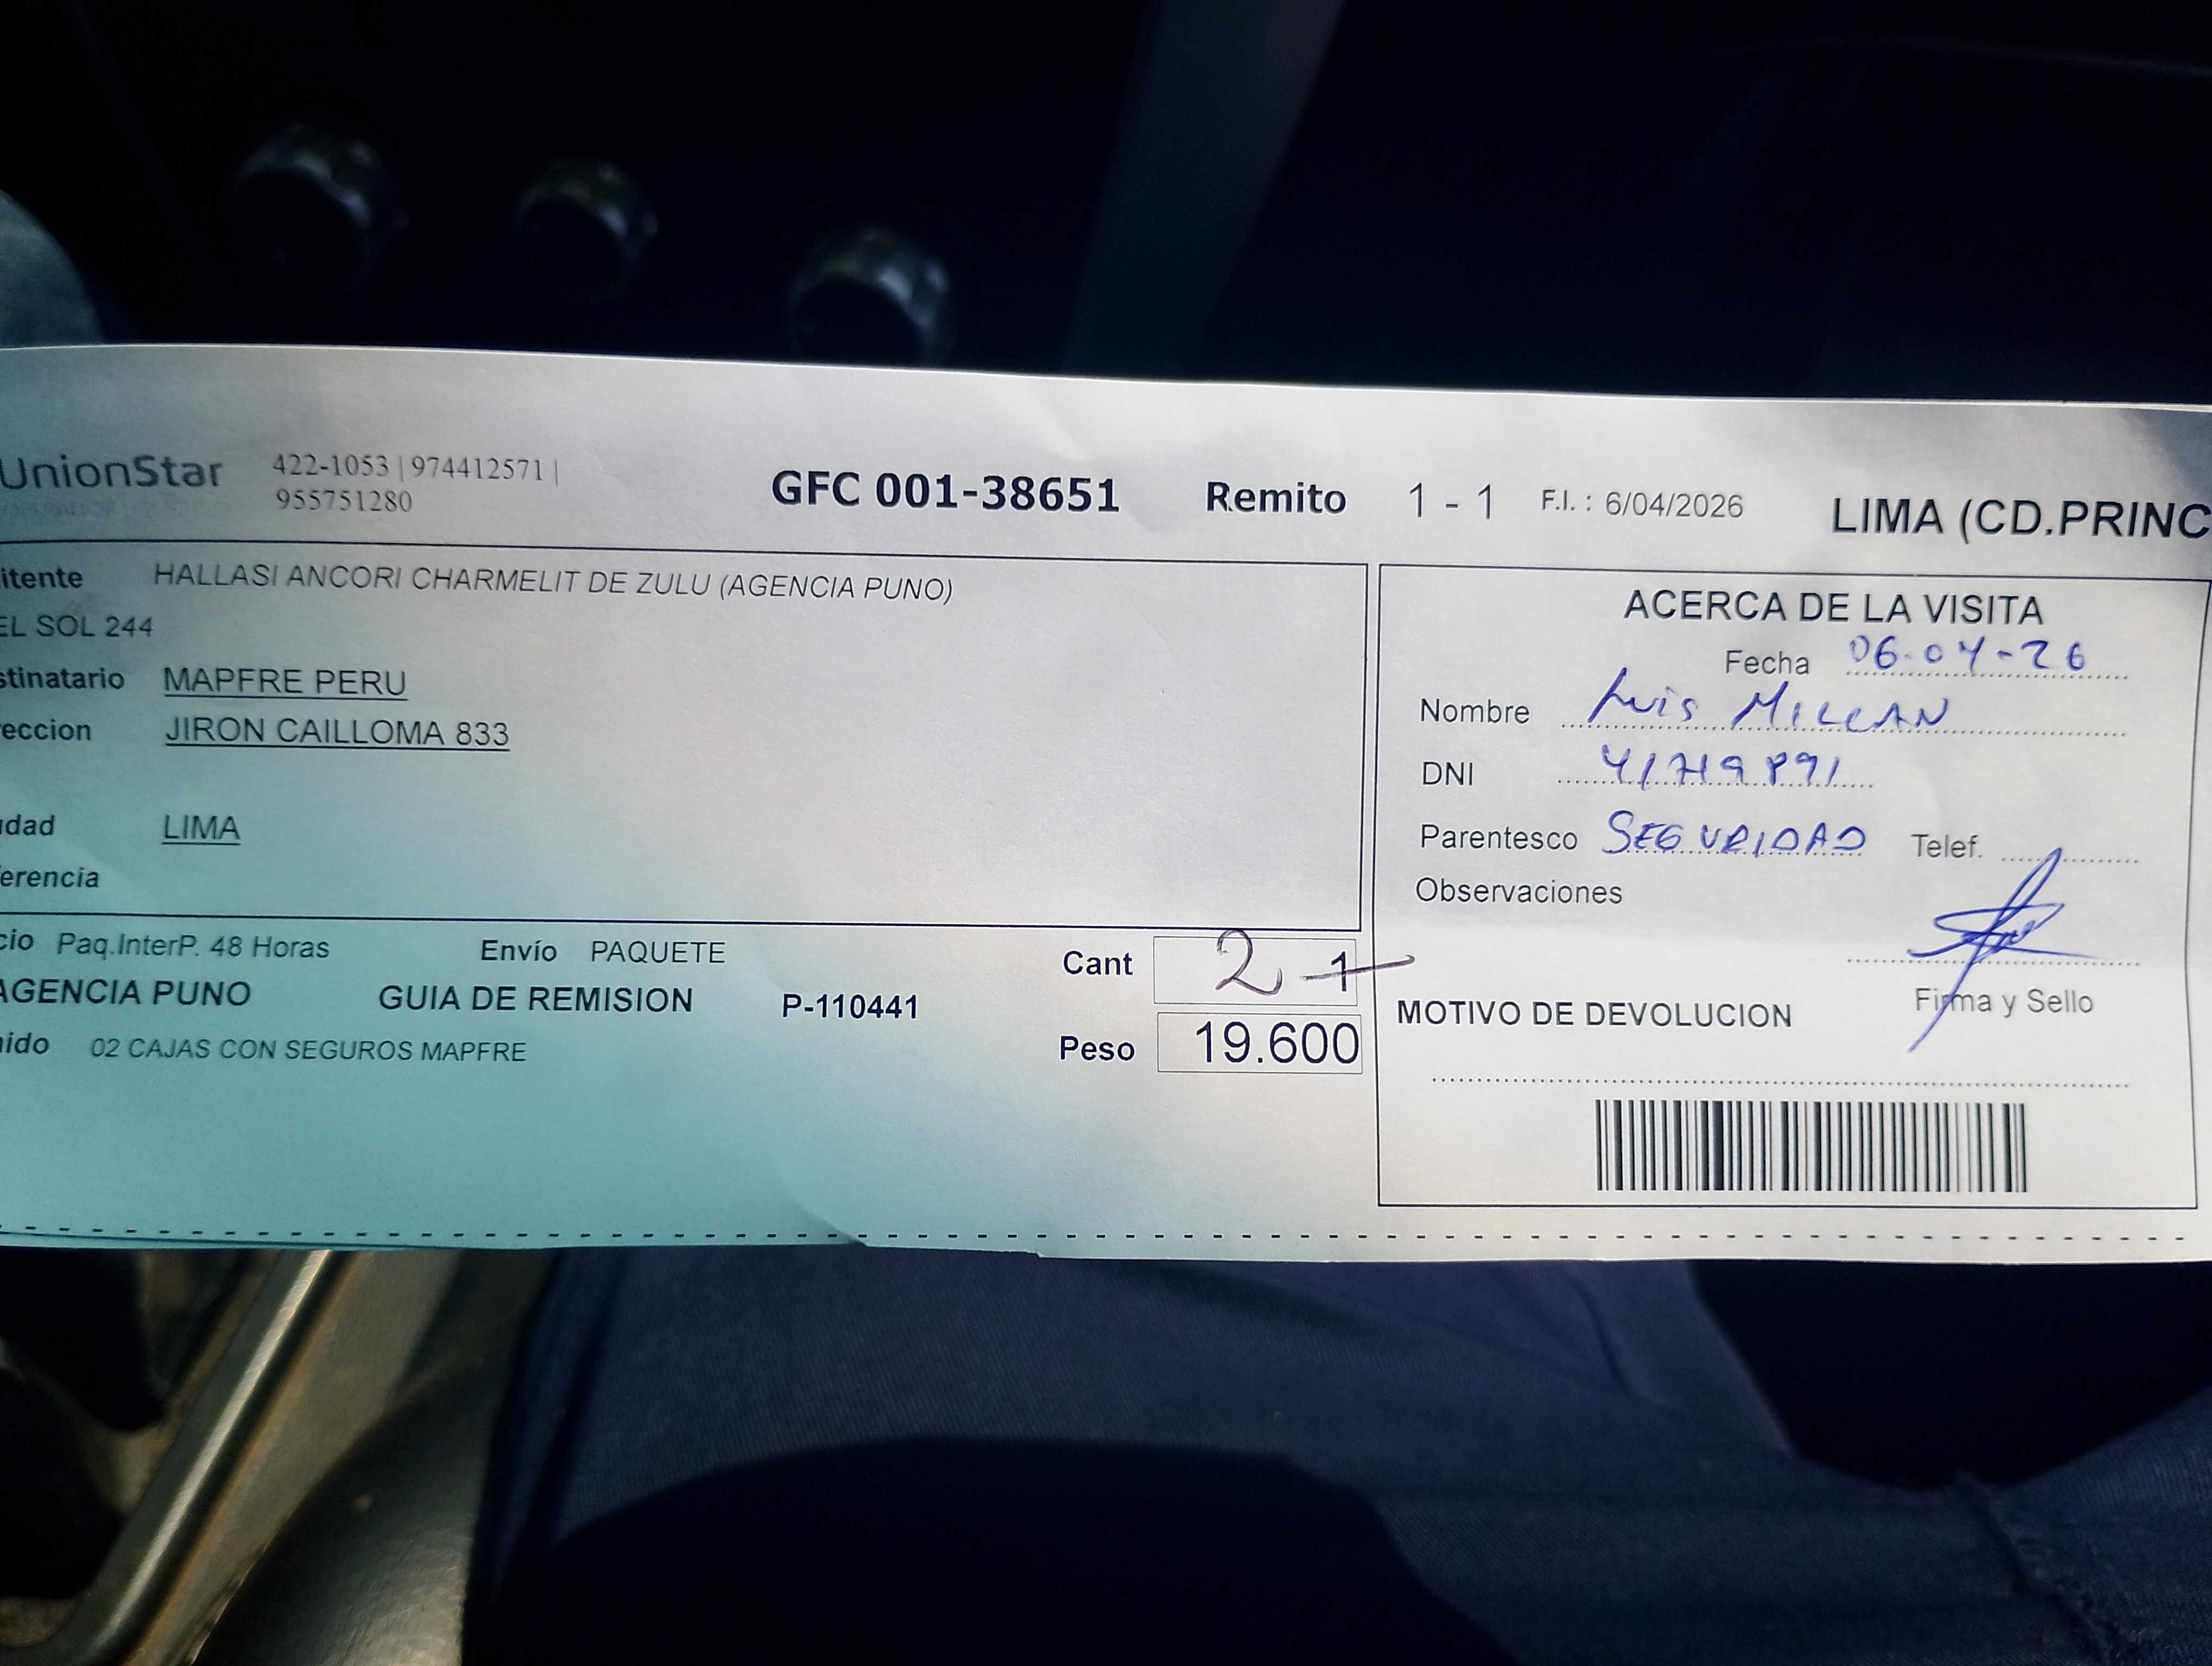 UnionStar
422-1053 | 974412571 |
955751280
GFC 001-38651 Remito 1 - 1 F.I. : 6/04/2026 LIMA (CD.PRINC
itente HALLASI ANCORI CHARMELIT DE ZULU (AGENCIA PUNO)
EL SOL 244
stinatario MAPFRE PERU
eccion JIRON CAILLOMA 833
udad LIMA
erencia
cio Paq.InterP. 48 Horas Envío PAQUETE
AGENCIA PUNO GUIA DE REMISION P-110441
nido 02 CAJAS CON SEGUROS MAPFRE
Cant 2 1
Peso 19.600
ACERCA DE LA VISITA
Fecha 06-04-26
Nombre Luis MILLAN
DNI
Parentesco SEGURIDAD Telef.
Observaciones
Firma y Sello
MOTIVO DE DEVOLUCION